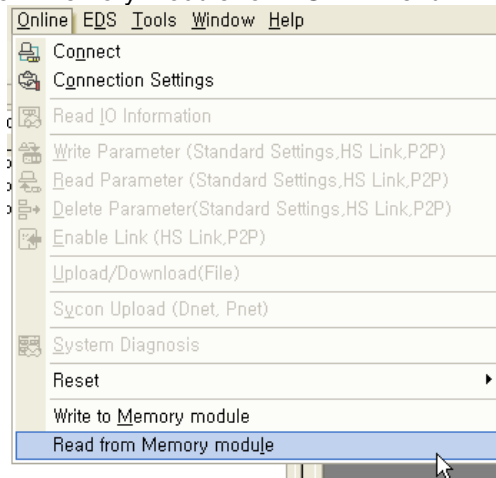 Online EDS Tools Window Help
Connect
Connection Settings
Read IO Information
Write Parameter (Standard Settings,HS Link,P2P)
Read Parameter (Standard Settings,HS Link,P2P)
Delete Parameter(Standard Settings,HS Link,P2P)
Enable Link (HS Link,P2P)
Upload/Download(File)
Sycon Upload (Dnet, Pnet)
System Diagnosis
Reset
Write to Memory module
Read from Memory module